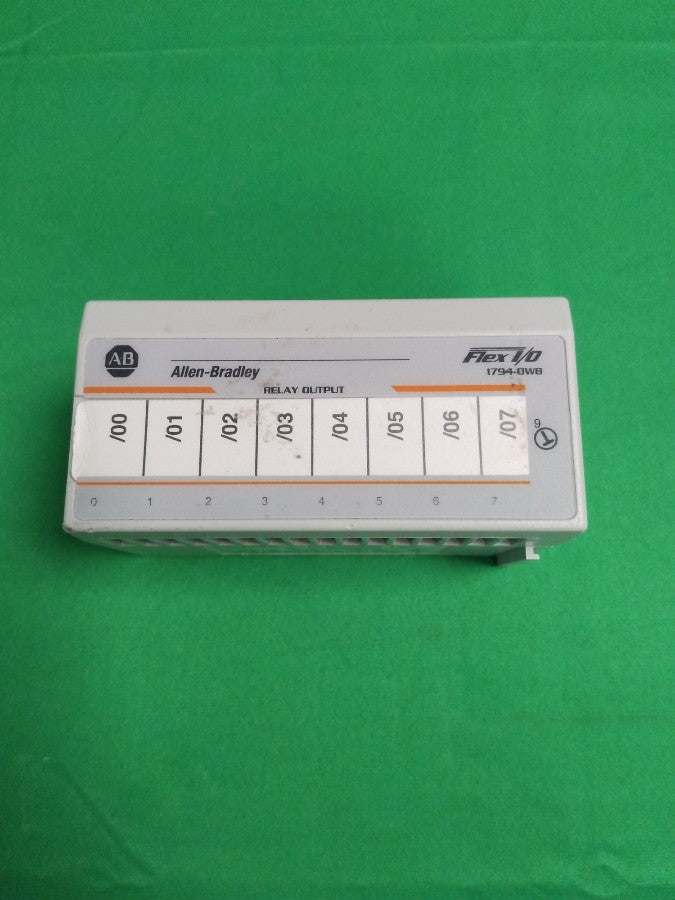 AB
Allen-Bradley
Flex I/O
1794-OW8
RELAY OUTPUT
/00 /01 /02 /03 /04 /05 /06 /07
9
0 1 2 3 4 5 6 7